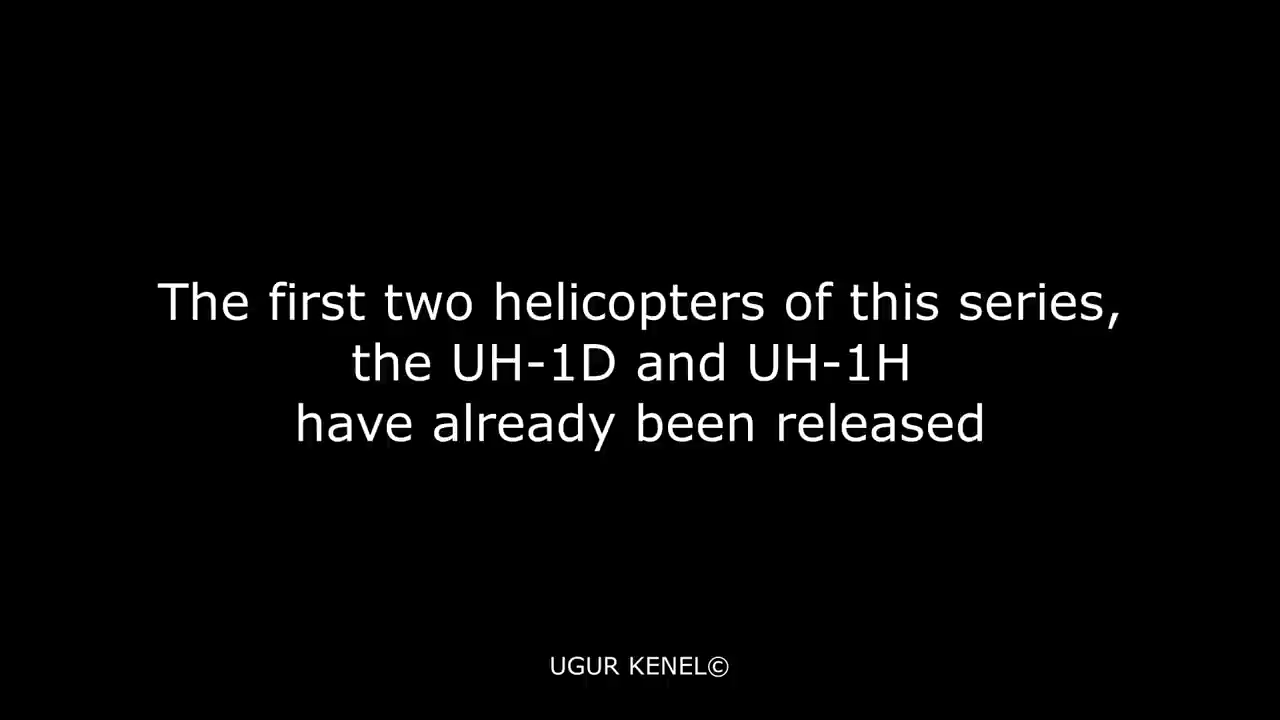 The first two helicopters of this series,
the UH-1D and UH-1H
have already been released
UGUR KENEL©